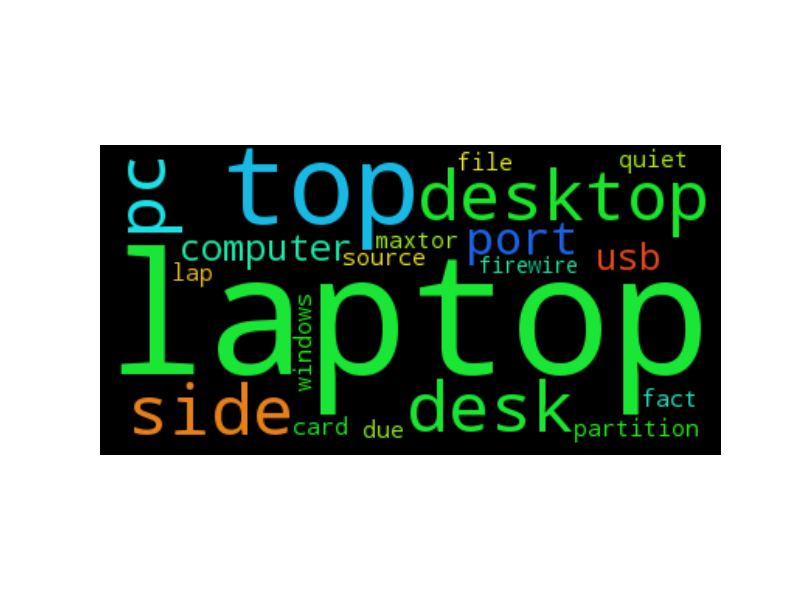 pc
top
file
quiet
desktop
computer
maxtor
port
source
firewire
usb
lap
laptop
windows
side
card
due
desk
fact
partition